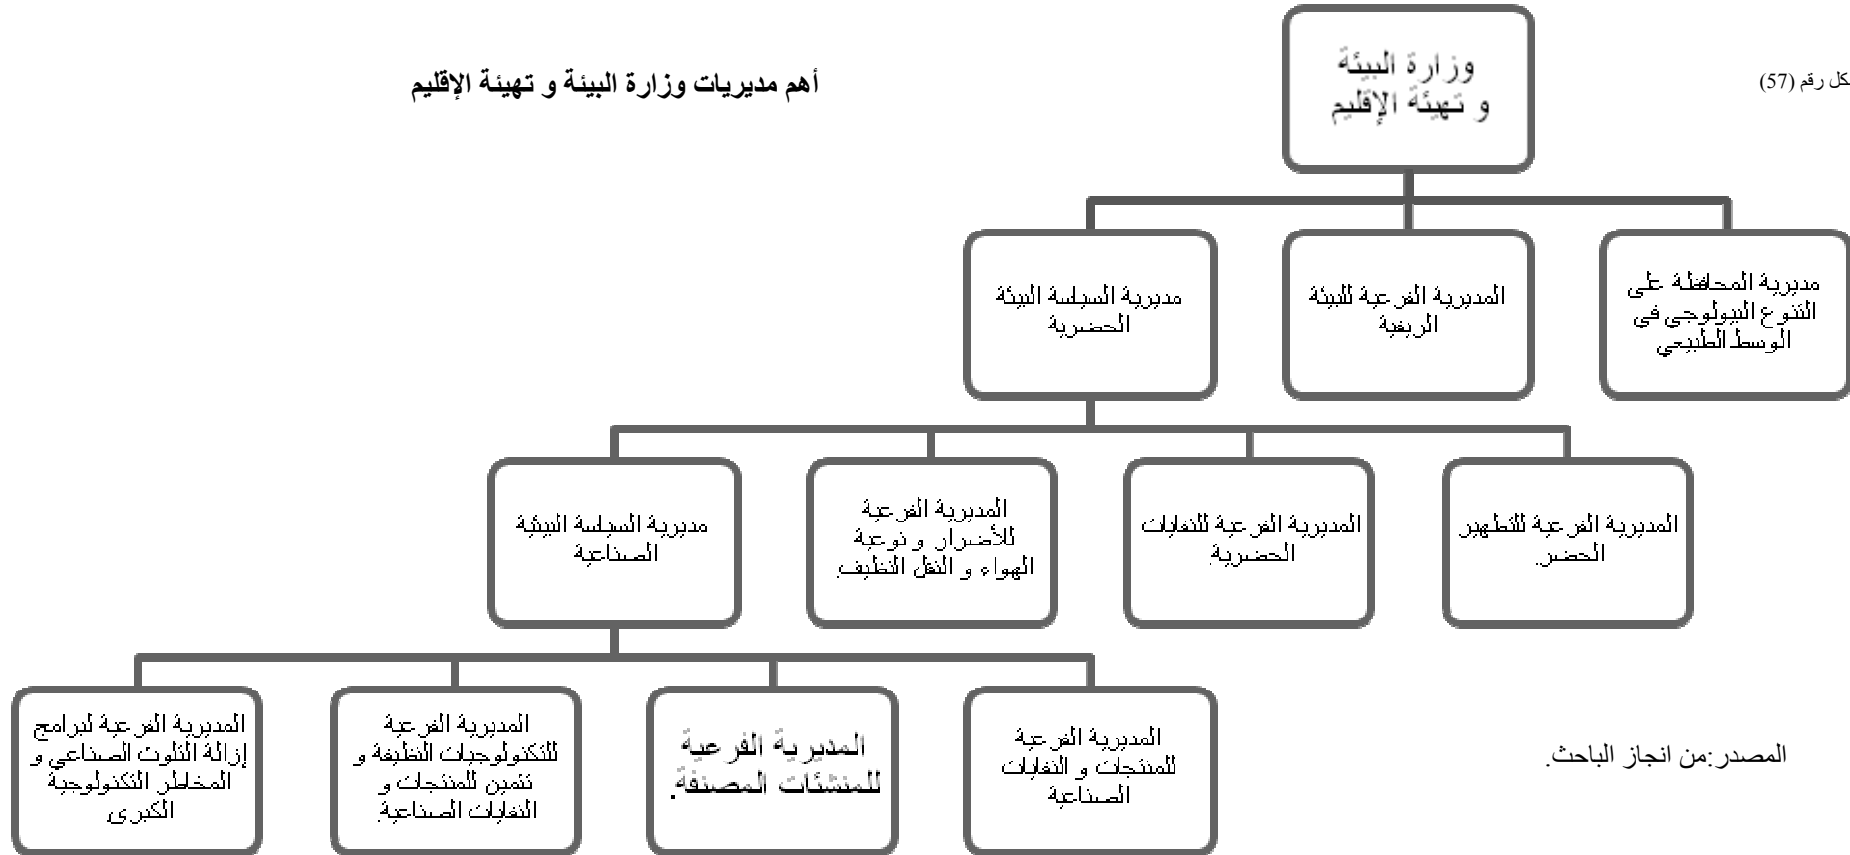 كل رقم (57)
أهم مديريات وزارة البيئة و تهيئة الإقليم
وزارة البيئة
و تهيئة الإقليم
مديرية المحافظة على
التنوع البيولوجي في
الوسط الطبيعي
المديرية الفرعية للبيئة
الريفية
مديرية السياسة البيئة
الحضرية
المديرية الفرعية للتطهير
الحضر.
المديرية الفرعية للنفايات
الحضرية.
المديرية الفرعية
للأضرار و نوعية
الهواء و النقل النظيف.
مديرية السياسة البيئية
الصناعية
المديرية الفرعية
للمنتجات و النفايات
الصناعية
المديرية الفرعية
للمنشئات المصنفة.
المديرية الفرعية
للتكنولوجيات النظيفة و
تثمين للمنتجات و
النفايات الصناعية.
المديرية الفرعية لبرامج
إزالة التلوث الصناعي و
المخاطر التكنولوجية
الكبرى.
المصدر:من انجاز الباحث.